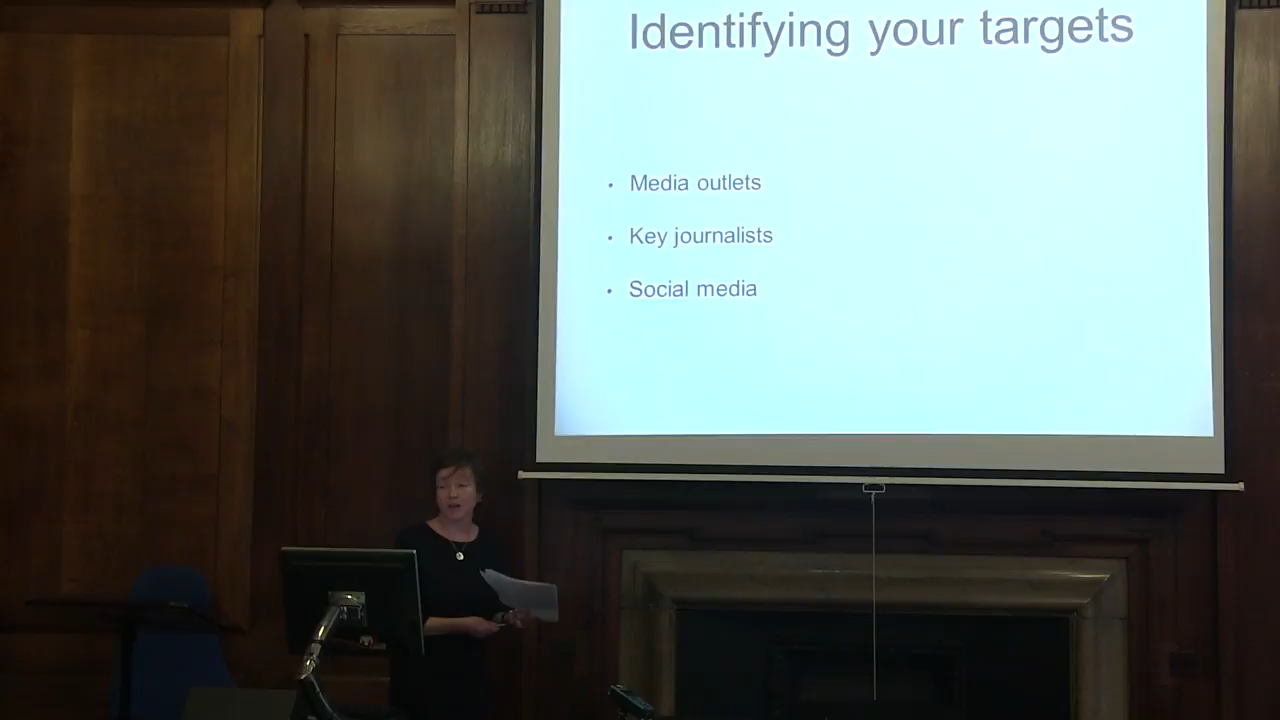 Identifying your targets
• Media outlets
• Key journalists
• Social media